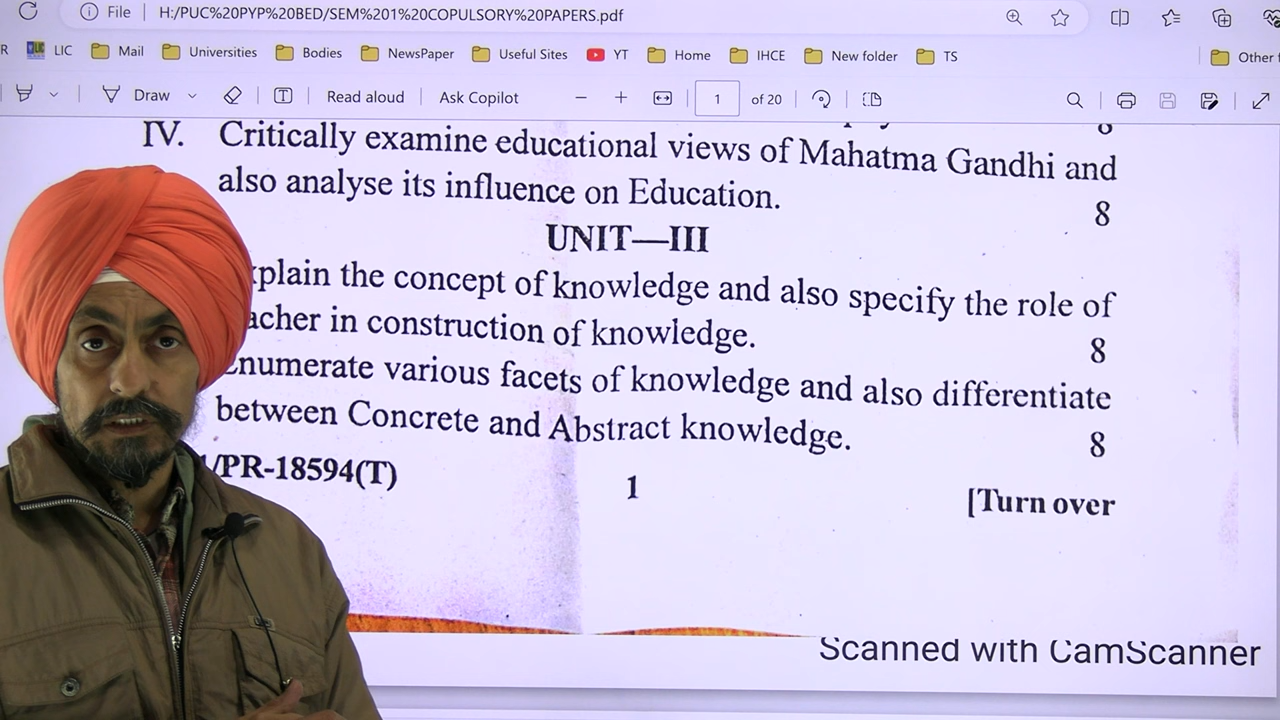 File H:/PUC%20PYP%20BED/SEM%201%20COPULSORY%20PAPERS.pdf
LIC Mail Universities Bodies NewsPaper Useful Sites YT Home IHCE New folder TS Other
Draw Read aloud Ask Copilot 1 of 20
8
IV. Critically examine educational views of Mahatma Gandhi and
also analyse its influence on Education. 8
UNIT—III
xplain the concept of knowledge and also specify the role of
acher in construction of knowledge. 8
numerate various facets of knowledge and also differentiate
between Concrete and Abstract knowledge. 8
/PR-18594(T) 1 [Turn over
Scanned with CamScanner